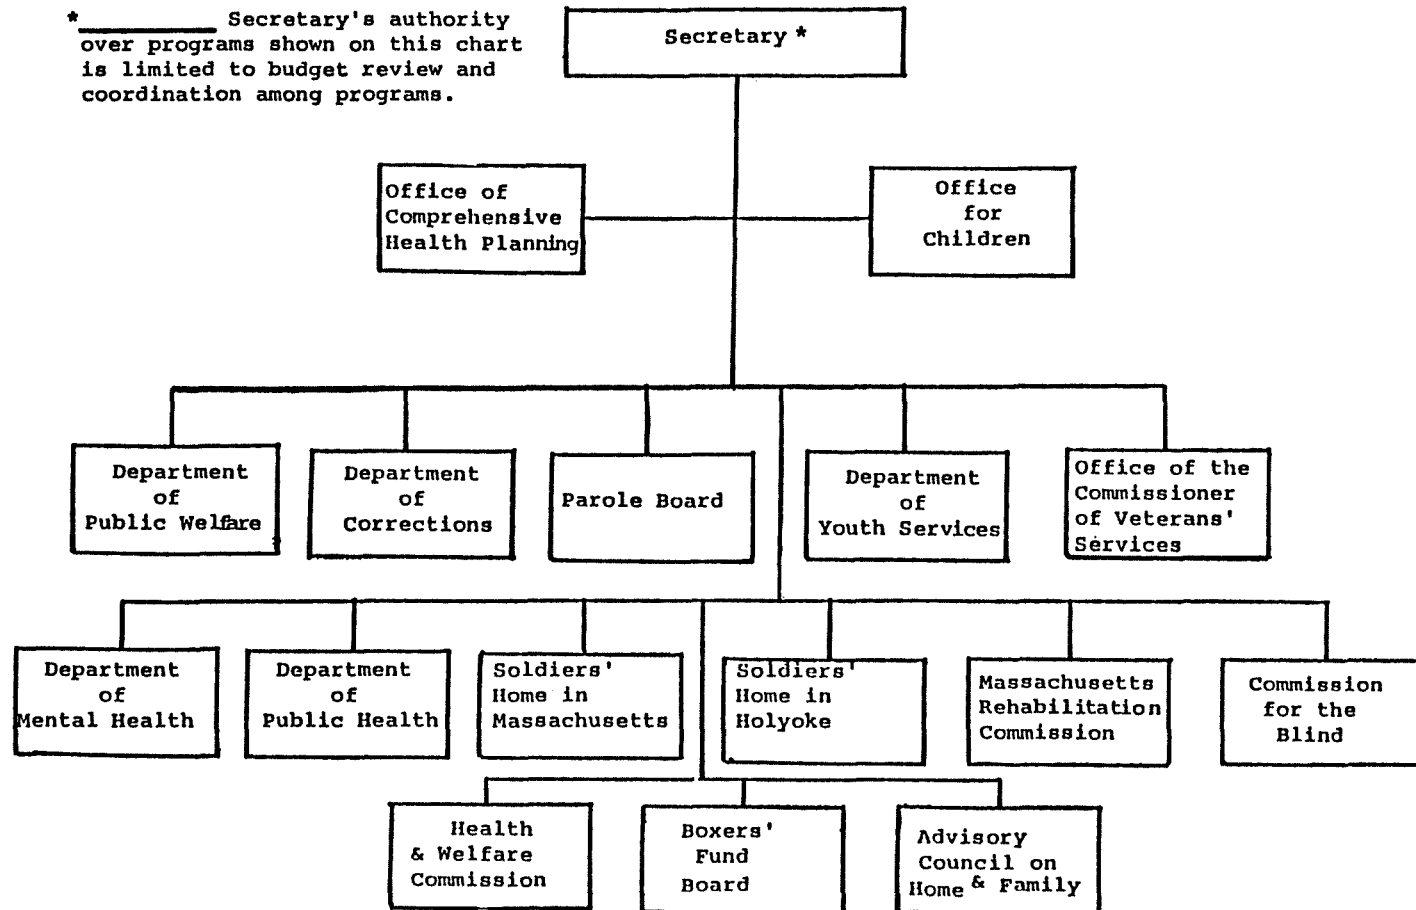 *________ Secretary's authority
over programs shown on this chart
is limited to budget review and
coordination among programs.
Secretary *
Office of
Comprehensive
Health Planning
Office
for
Children
Department
of
Public Welfare
Department
of
Corrections
Parole Board
Department
of
Youth Services
Office of the
Commissioner
of Veterans'
Services
Department
of
Mental Health
Department
of
Public Health
Soldiers'
Home in
Massachusetts
Soldiers'
Home in
Holyoke
Massachusetts
Rehabilitation
Commission
Commission
for the
Blind
Health
& Welfare
Commission
Boxers'
Fund
Board
Advisory
Council on
Home & Family